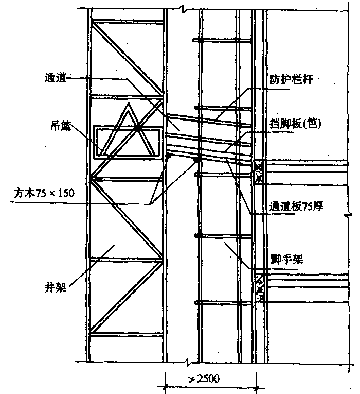 通道
防护栏杆
吊篮
挡脚板(笆)
方木75×150
通道板75厚
井架
脚手架
≯2500